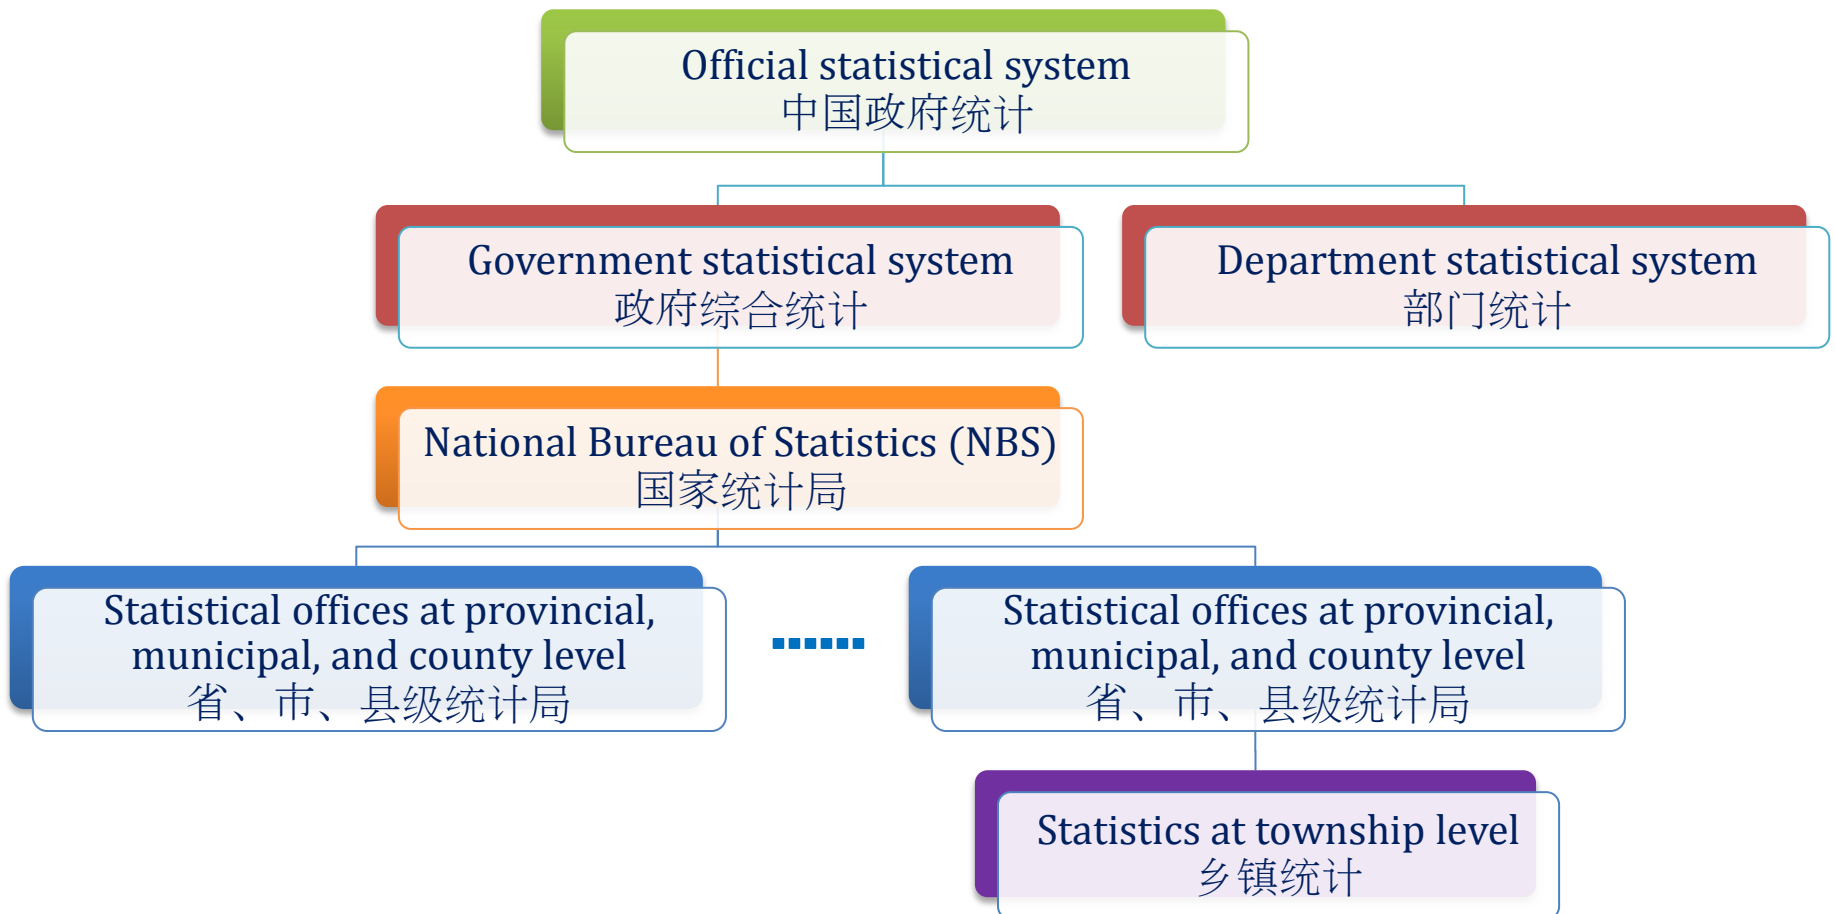 Official statistical system
中国政府统计
Government statistical system
政府综合统计
Department statistical system
部门统计
National Bureau of Statistics (NBS)
国家统计局
Statistical offices at provincial,
municipal, and county level
省、市、县级统计局
Statistical offices at provincial,
municipal, and county level
省、市、县级统计局
Statistics at township level
乡镇统计